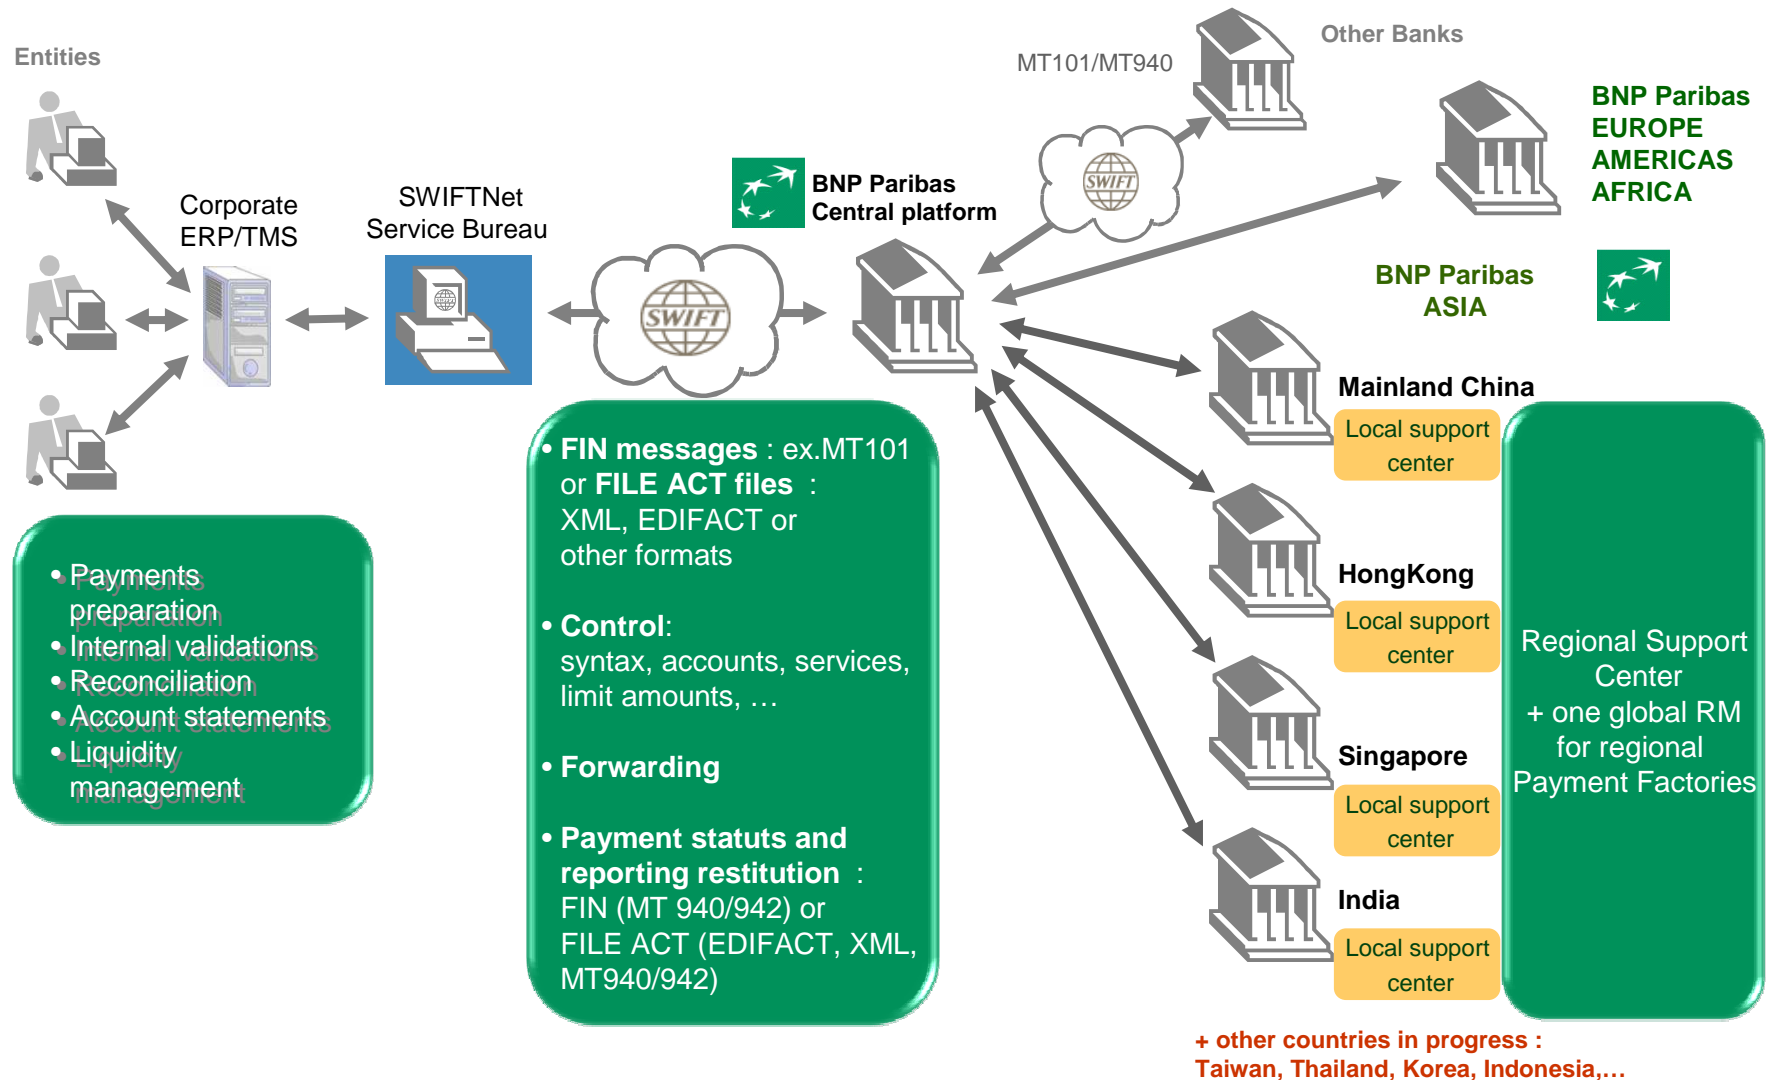 Entities
Corporate
ERP/TMS
SWIFTNet
Service Bureau
SWIFT
BNP Paribas
Central platform
MT101/MT940
SWIFT
Other Banks
BNP Paribas
EUROPE
AMERICAS
AFRICA
BNP Paribas
ASIA
Mainland China
Local support
center
HongKong
Local support
center
Singapore
Local support
center
India
Local support
center
Regional Support
Center
+ one global RM
for regional
Payment Factories
• Payments
preparation
• Internal validations
• Reconciliation
• Account statements
• Liquidity
management
• FIN messages : ex.MT101
or FILE ACT files :
XML, EDIFACT or
other formats
• Control:
syntax, accounts, services,
limit amounts, …
• Forwarding
• Payment statuts and
reporting restitution :
FIN (MT 940/942) or
FILE ACT (EDIFACT, XML,
MT940/942)
+ other countries in progress :
Taiwan, Thailand, Korea, Indonesia,…